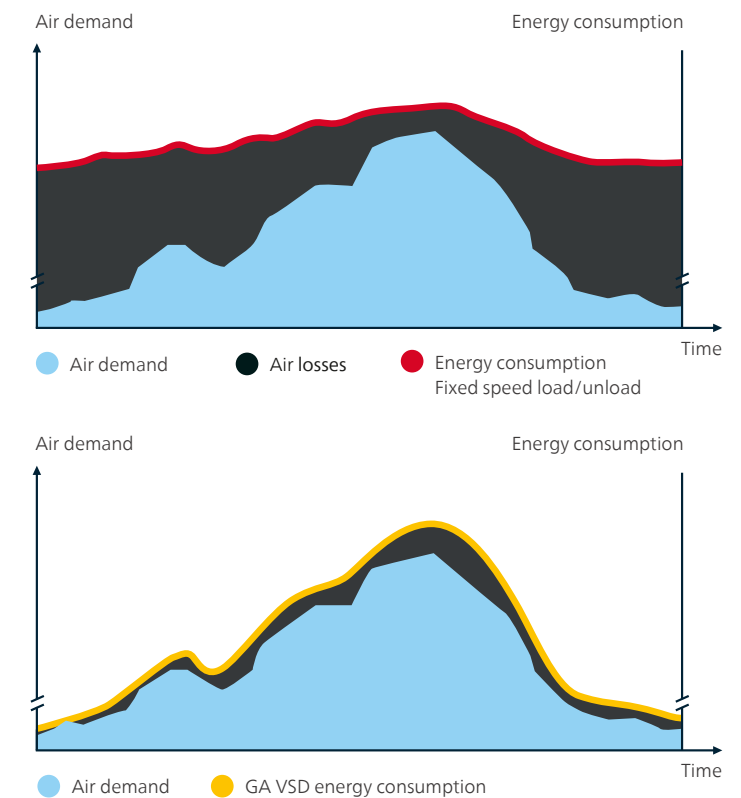 Air demand
Energy consumption
Time
Air demand
Air losses
Energy consumption
Fixed speed load/unload
Air demand
Energy consumption
Time
Air demand
GA VSD energy consumption